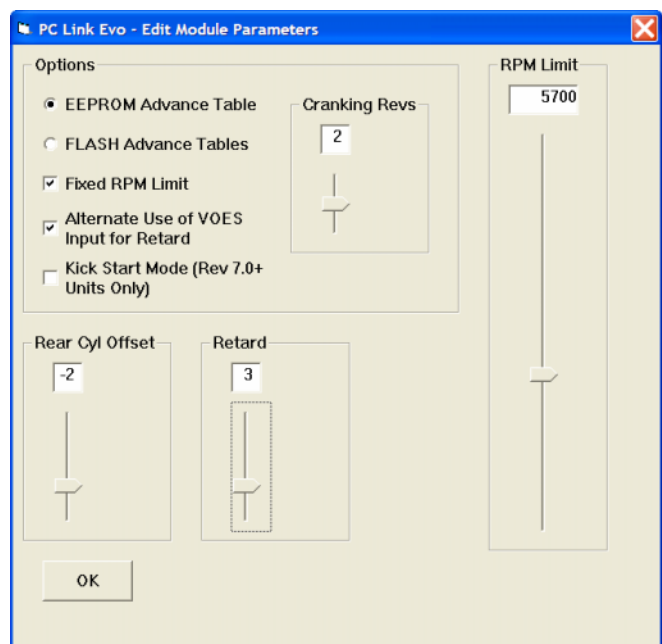 PC Link Evo - Edit Module Parameters
Options
EEPROM Advance Table
FLASH Advance Tables
Fixed RPM Limit
Alternate Use of VOES
Input for Retard
Kick Start Mode (Rev 7.0+
Units Only)
Cranking Revs
2
RPM Limit
5700
Rear Cyl Offset
-2
Retard
3
OK